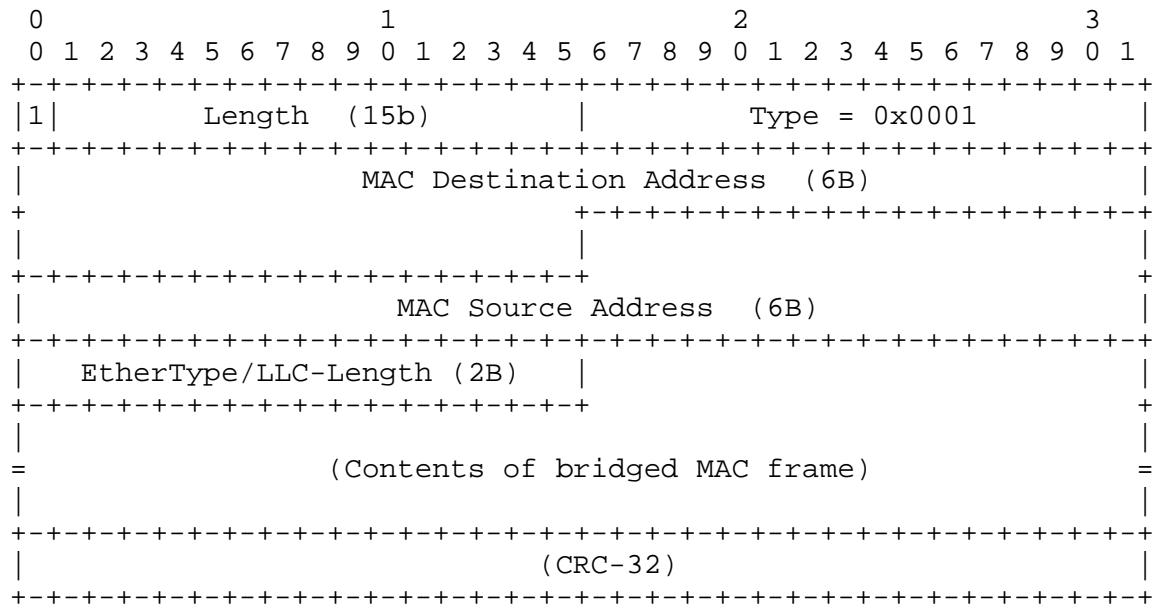 0 1 2 3
0 1 2 3 4 5 6 7 8 9 0 1 2 3 4 5 6 7 8 9 0 1 2 3 4 5 6 7 8 9 0 1
+-+-+-+-+-+-+-+-+-+-+-+-+-+-+-+-+-+-+-+-+-+-+-+-+-+-+-+-+-+-+-+-+
|1| Length (15b) | Type = 0x0001 |
+-+-+-+-+-+-+-+-+-+-+-+-+-+-+-+-+-+-+-+-+-+-+-+-+-+-+-+-+-+-+-+-+
| MAC Destination Address (6B) |
+ +-+-+-+-+-+-+-+-+-+-+-+-+-+-+-+-+
| | |
+-+-+-+-+-+-+-+-+-+-+-+-+-+-+-+-+ +
| MAC Source Address (6B) |
+-+-+-+-+-+-+-+-+-+-+-+-+-+-+-+-+-+-+-+-+-+-+-+-+-+-+-+-+-+-+-+-+
| EtherType/LLC-Length (2B) | |
+-+-+-+-+-+-+-+-+-+-+-+-+-+-+-+-+ +
| |
= (Contents of bridged MAC frame) =
| |
+-+-+-+-+-+-+-+-+-+-+-+-+-+-+-+-+-+-+-+-+-+-+-+-+-+-+-+-+-+-+-+-+
| (CRC-32) |
+-+-+-+-+-+-+-+-+-+-+-+-+-+-+-+-+-+-+-+-+-+-+-+-+-+-+-+-+-+-+-+-+